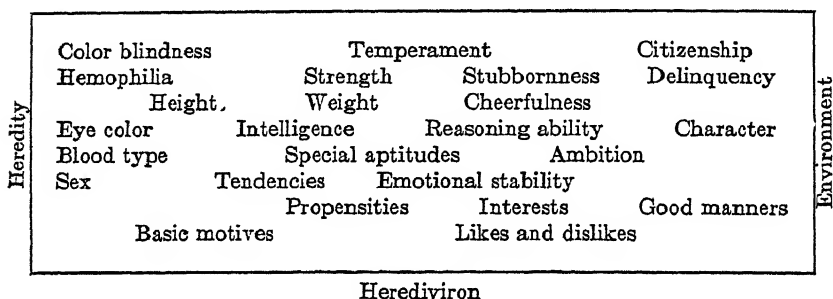 Color blindness Temperament Citizenship
Hemophilia Strength Stubbornness Delinquency
Height, Weight Cheerfulness
Eye color Intelligence Reasoning ability Character
Blood type Special aptitudes Ambition
Sex Tendencies Emotional stability
Propensities Interests Good manners
Basic motives Likes and dislikes
Heredity
Environment
Herediviron